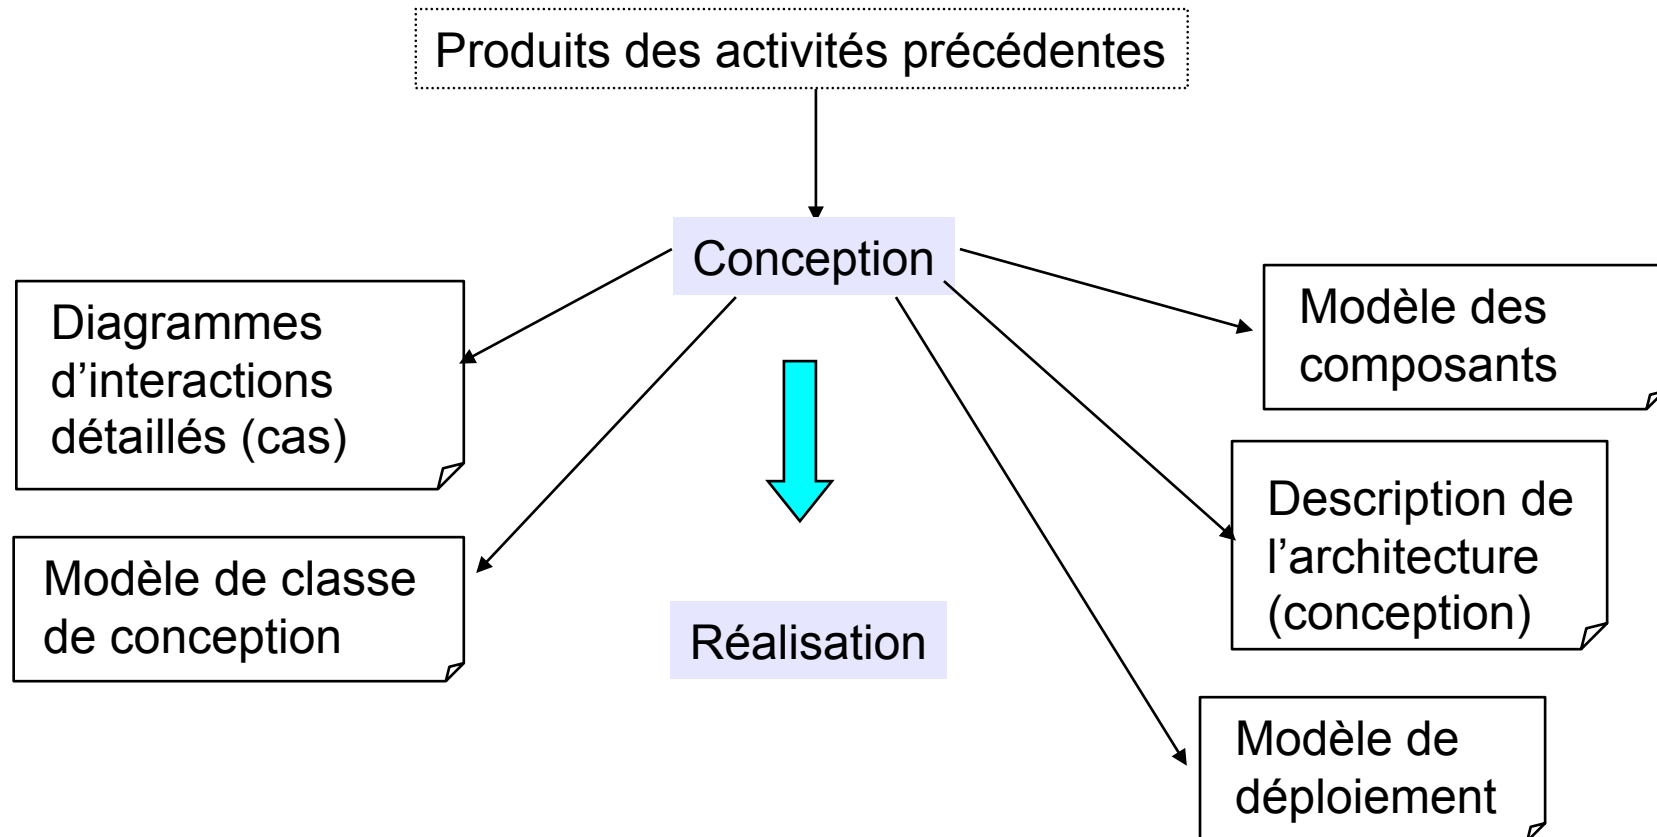 Produits des activités précédentes
Conception
Diagrammes
d’interactions
détaillés (cas)
Modèle des
composants
Description de
l’architecture
(conception)
Modèle de classe
de conception
Réalisation
Modèle de
déploiement